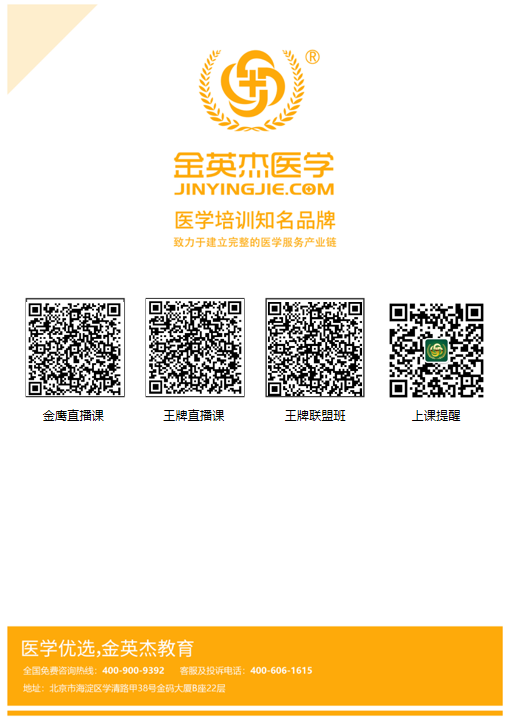 ®
金英杰医学
JINYINGJIE.COM
医学培训知名品牌
致力于建立完整的医学服务产业链
金鹰直播课
王牌直播课
王牌联盟班
上课提醒
医学优选,金英杰教育
全国免费咨询热线：400-900-9392 客服及投诉电话：400-606-1615
地址：北京市海淀区学清路甲38号金码大厦B座22层